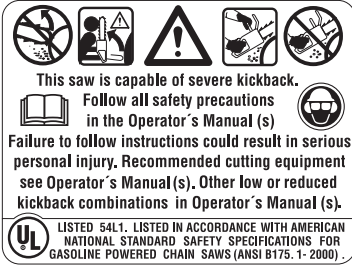 This saw is capable of severe kickback.
Follow all safety precautions
in the Operator´s Manual (s)
Failure to follow instructions could result in serious
personal injury. Recommended cutting equipment
see Operator´s Manual (s). Other low or reduced
kickback combinations in Operator´s Manual (s).
UL
LISTED 54L1. LISTED IN ACCORDANCE WITH AMERICAN
NATIONAL STANDARD SAFETY SPECIFICATIONS FOR
GASOLINE POWERED CHAIN SAWS (ANSI B175. 1- 2000) .